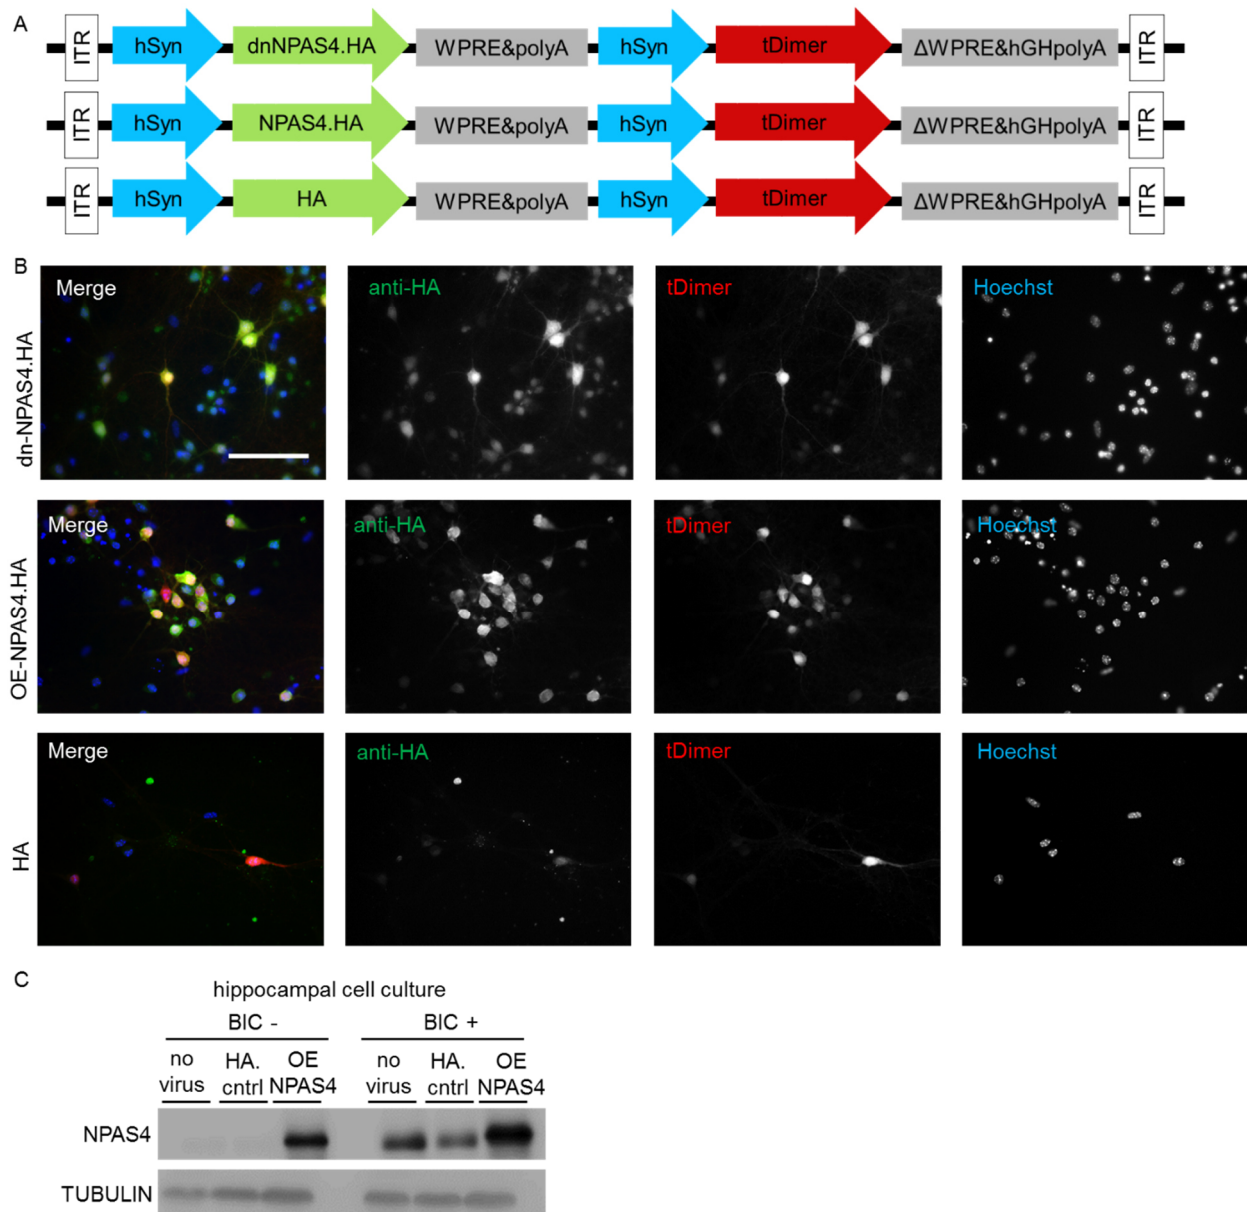 A
ITR hSyn dnNPAS4.HA WPRE&polyA hSyn tDimer ΔWPRE&hGHpolyA ITR
ITR hSyn NPAS4.HA WPRE&polyA hSyn tDimer ΔWPRE&hGHpolyA ITR
ITR hSyn HA WPRE&polyA hSyn tDimer ΔWPRE&hGHpolyA ITR
B
dn-NPAS4.HA
Merge anti-HA tDimer Hoechst
OE-NPAS4.HA
Merge anti-HA tDimer Hoechst
HA
Merge anti-HA tDimer Hoechst
C
hippocampal cell culture
BIC - BIC +
no HA. OE no HA. OE
virus cntrl NPAS4 virus cntrl NPAS4
NPAS4
TUBULIN